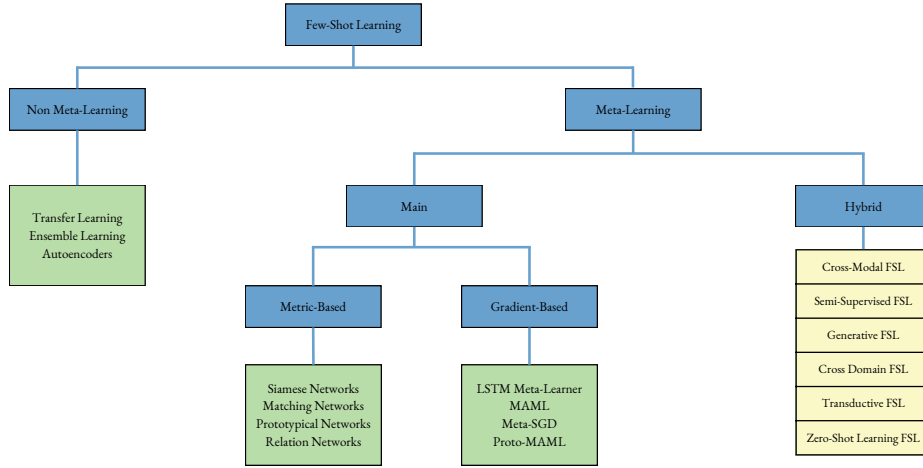 Few-Shot Learning
Non Meta-Learning
Meta-Learning
Transfer Learning
Ensemble Learning
Autoencoders
Main
Hybrid
Metric-Based
Gradient-Based
Siamese Networks
Matching Networks
Prototypical Networks
Relation Networks
LSTM Meta-Learner
MAML
Meta-SGD
Proto-MAML
Cross-Modal FSL
Semi-Supervised FSL
Generative FSL
Cross Domain FSL
Transductive FSL
Zero-Shot Learning FSL